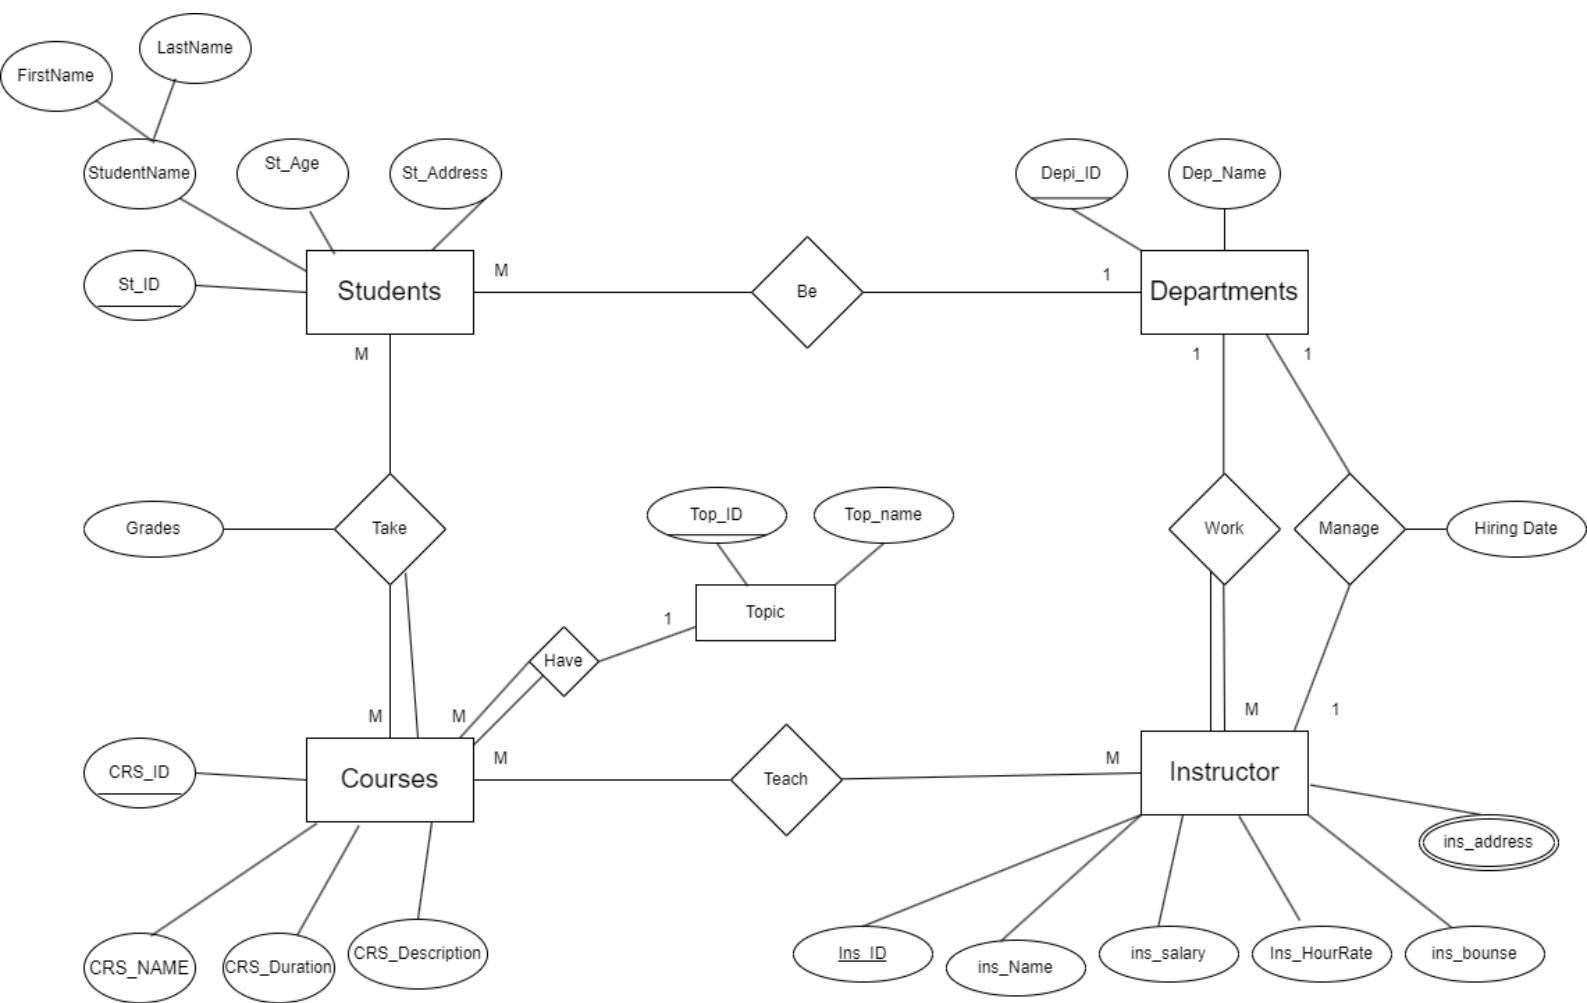 LastName
FirstName
StudentName
St_Age
St_Address
Depi_ID
Dep_Name
St_ID
Students
M
Be
1
Departments
M
1
1
Grades
Take
Top_ID
Top_name
Work
Manage
Hiring Date
Topic
1
Have
M
M
M
1
M
M
CRS_ID
Courses
Teach
Instructor
ins_address
CRS_NAME
CRS_Duration
CRS_Description
Ins_ID
ins_Name
ins_salary
Ins_HourRate
ins_bounse